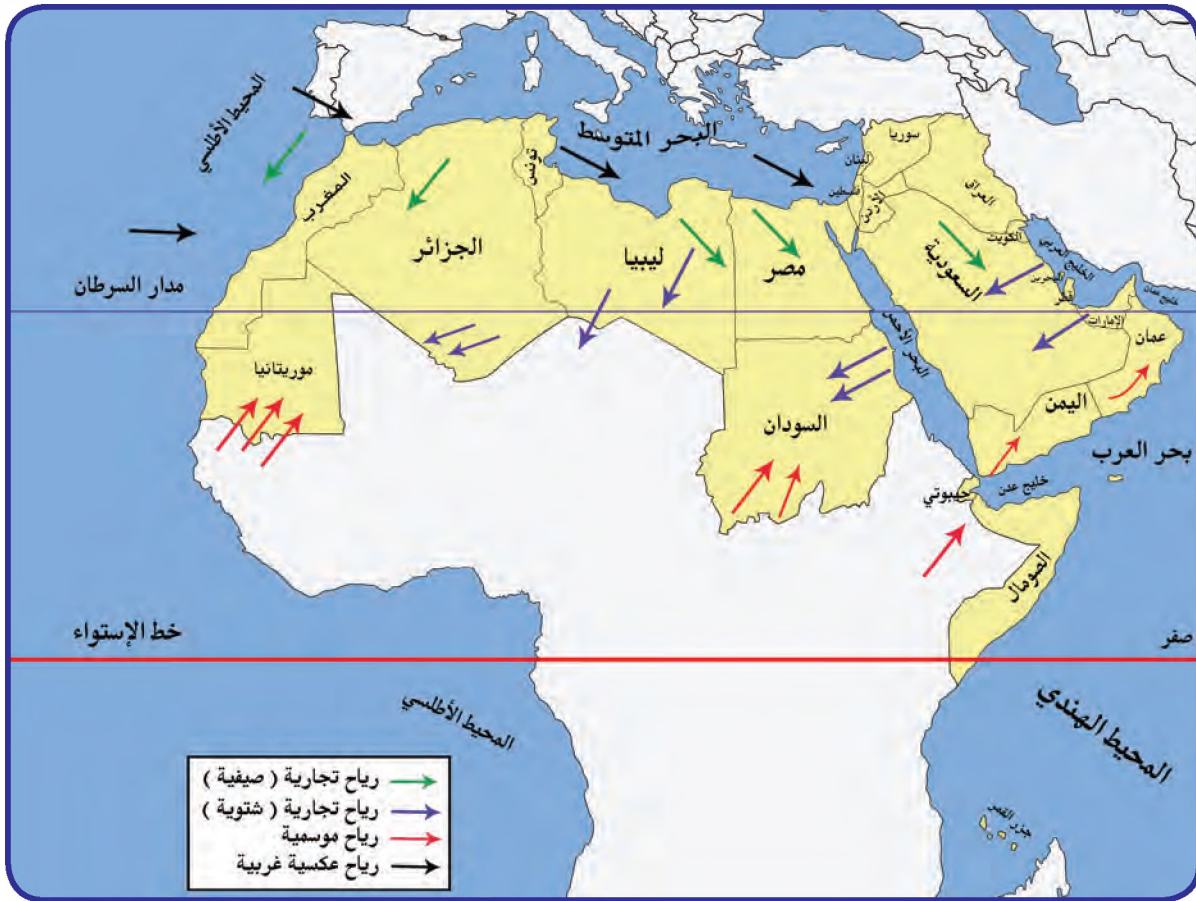 المحيط الأطلسي
البحر المتوسط
سوريا
لبنان
فلسطين
العراق
الأردن
الكويت
تونس
المغرب
الجزائر
ليبيا
مصر
السعودية
الخليج العربي
البحرين
قطر
خليج عمان
الإمارات
مدار السرطان
عمان
البحر الأحمر
موريتانيا
السودان
اليمن
بحر العرب
خليج عدن
جيبوتي
الصومال
خط الإستواء
صفر
المحيط الأطلسي
المحيط الهندي
جزر القمر
رياح تجارية ( صيفية )
رياح تجارية ( شتوية )
رياح موسمية
رياح عكسية غربية